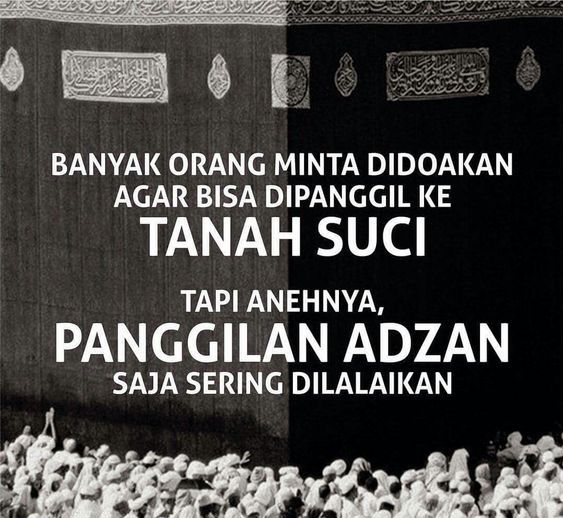 BANYAK ORANG MINTA DIDOAKAN
AGAR BISA DIPANGGIL KE
TANAH SUCI
TAPI ANEHNYA,
PANGGILAN ADZAN
SAJA SERING DILALAIKAN